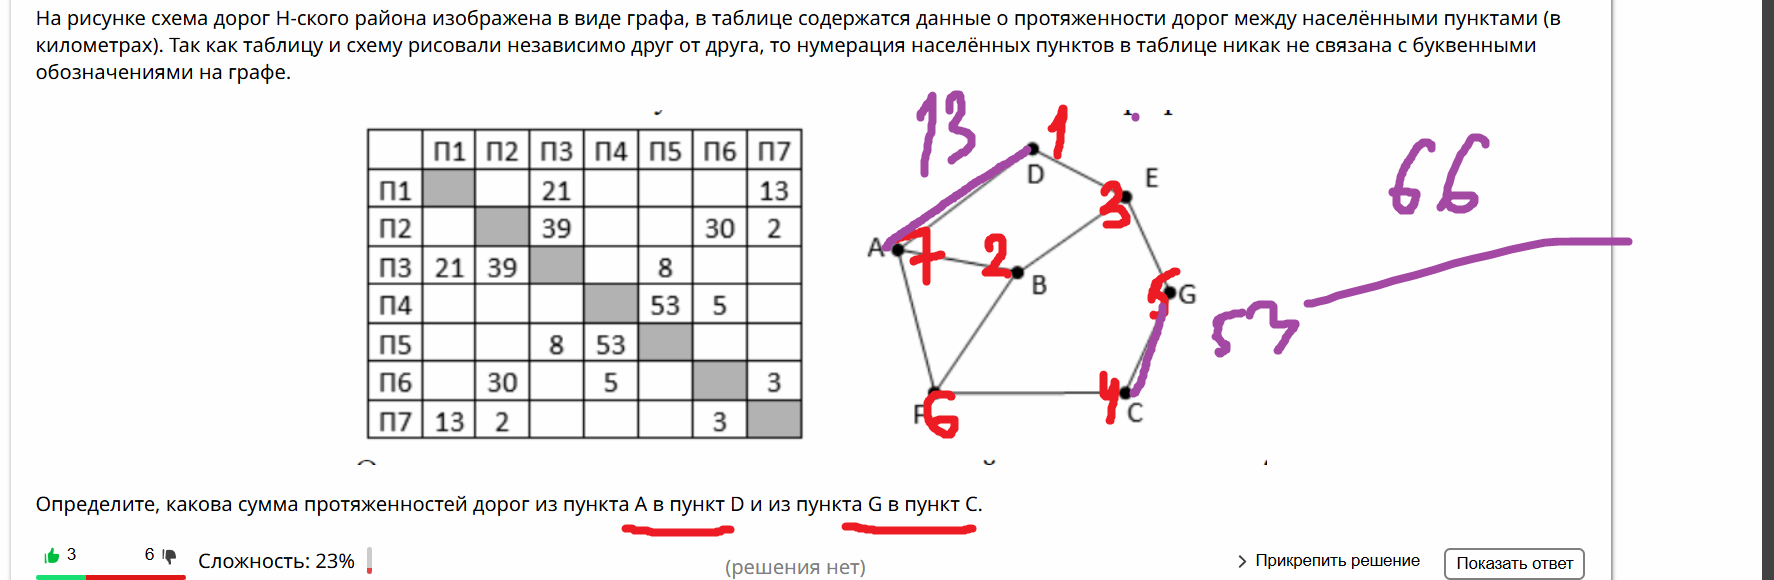 На рисунке схема дорог Н-ского района изображена в виде графа, в таблице содержатся данные о протяженности дорог между населёнными пунктами (в
километрах). Так как таблицу и схему рисовали независимо друг от друга, то нумерация населённых пунктов в таблице никак не связана с буквенными
обозначениями на графе.
П1 П2 П3 П4 П5 П6 П7
П1 21 13
П2 39 30 2
П3 21 39 8
П4 53 5
П5 8 53
П6 30 5 3
П7 13 2 3
13
1
D
E
3
66
A
7
2
B
5
G
53
F
6
4
C
Определите, какова сумма протяженностей дорог из пункта A в пункт D и из пункта G в пункт C.
3 6 Сложность: 23% (решения нет) Прикрепить решение Показать ответ